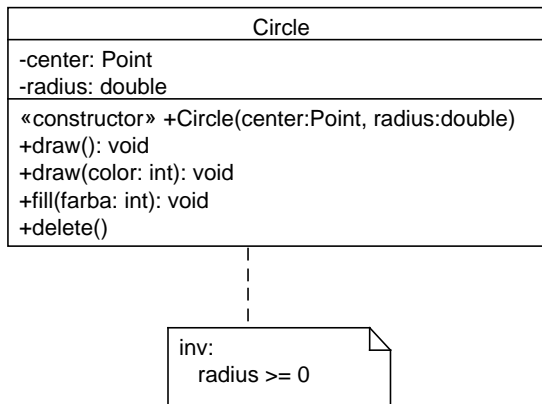 Circle
-center: Point
-radius: double
«constructor» +Circle(center:Point, radius:double)
+draw(): void
+draw(color: int): void
+fill(farba: int): void
+delete()
inv:
radius >= 0